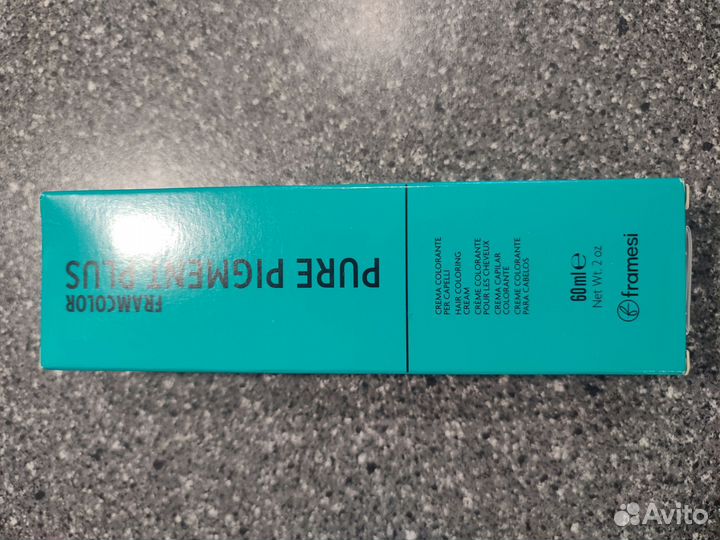 FRAMCOLOR
PURE PIGMENT PLUS
CREMA COLORANTE
PER CAPELLI
HAIR COLORING
CREAM
CREME COLORANTE
POUR LES CHEVEUX
CREMA CAPILAR
COLORANTE
CREME COLORANTE
PARA CABELOS
60ml e
Net Wt. 2 oz
framesi
Avito